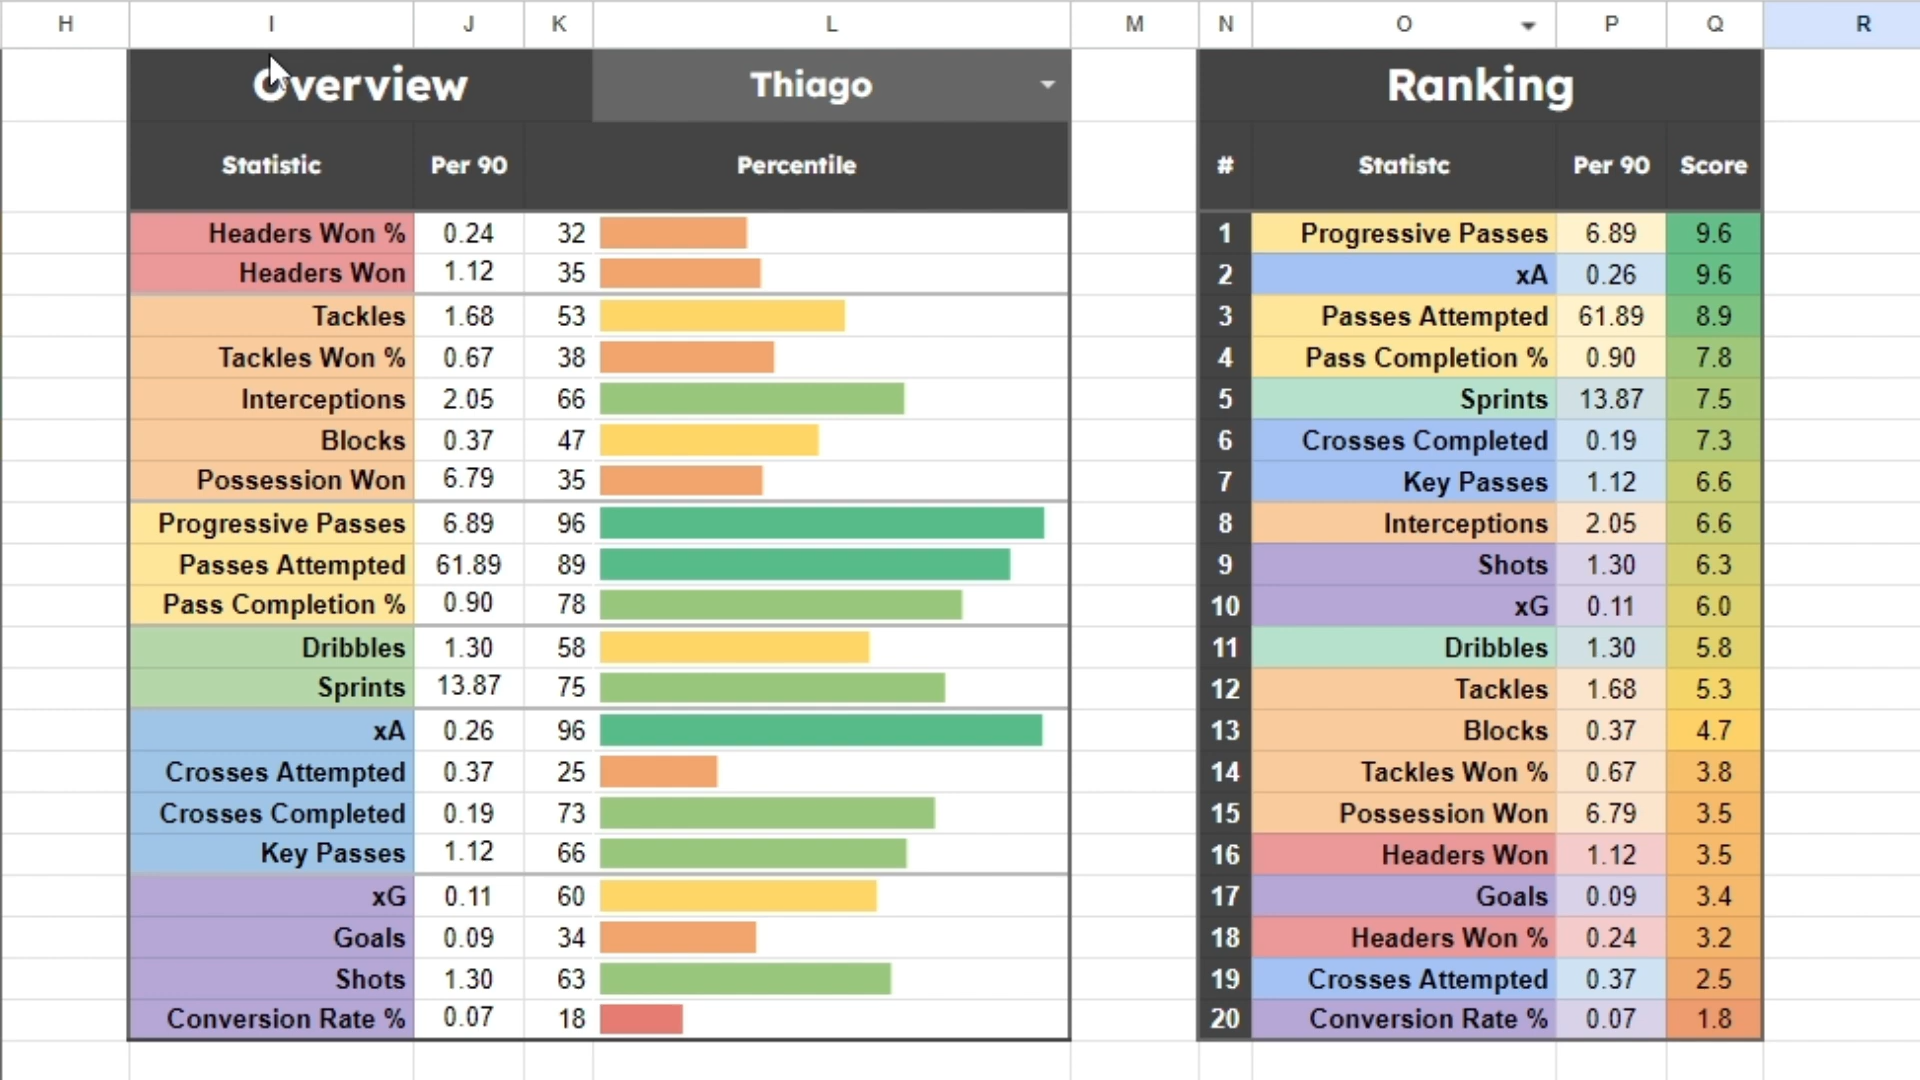 H I J K L M N O P Q R
Overview Thiago Ranking
Statistic Per 90 Percentile # Statistc Per 90 Score
Headers Won % 0.24 32 1 Progressive Passes 6.89 9.6
Headers Won 1.12 35 2 xA 0.26 9.6
Tackles 1.68 53 3 Passes Attempted 61.89 8.9
Tackles Won % 0.67 38 4 Pass Completion % 0.90 7.8
Interceptions 2.05 66 5 Sprints 13.87 7.5
Blocks 0.37 47 6 Crosses Completed 0.19 7.3
Possession Won 6.79 35 7 Key Passes 1.12 6.6
Progressive Passes 6.89 96 8 Interceptions 2.05 6.6
Passes Attempted 61.89 89 9 Shots 1.30 6.3
Pass Completion % 0.90 78 10 xG 0.11 6.0
Dribbles 1.30 58 11 Dribbles 1.30 5.8
Sprints 13.87 75 12 Tackles 1.68 5.3
xA 0.26 96 13 Blocks 0.37 4.7
Crosses Attempted 0.37 25 14 Tackles Won % 0.67 3.8
Crosses Completed 0.19 73 15 Possession Won 6.79 3.5
Key Passes 1.12 66 16 Headers Won 1.12 3.5
xG 0.11 60 17 Goals 0.09 3.4
Goals 0.09 34 18 Headers Won % 0.24 3.2
Shots 1.30 63 19 Crosses Attempted 0.37 2.5
Conversion Rate % 0.07 18 20 Conversion Rate % 0.07 1.8